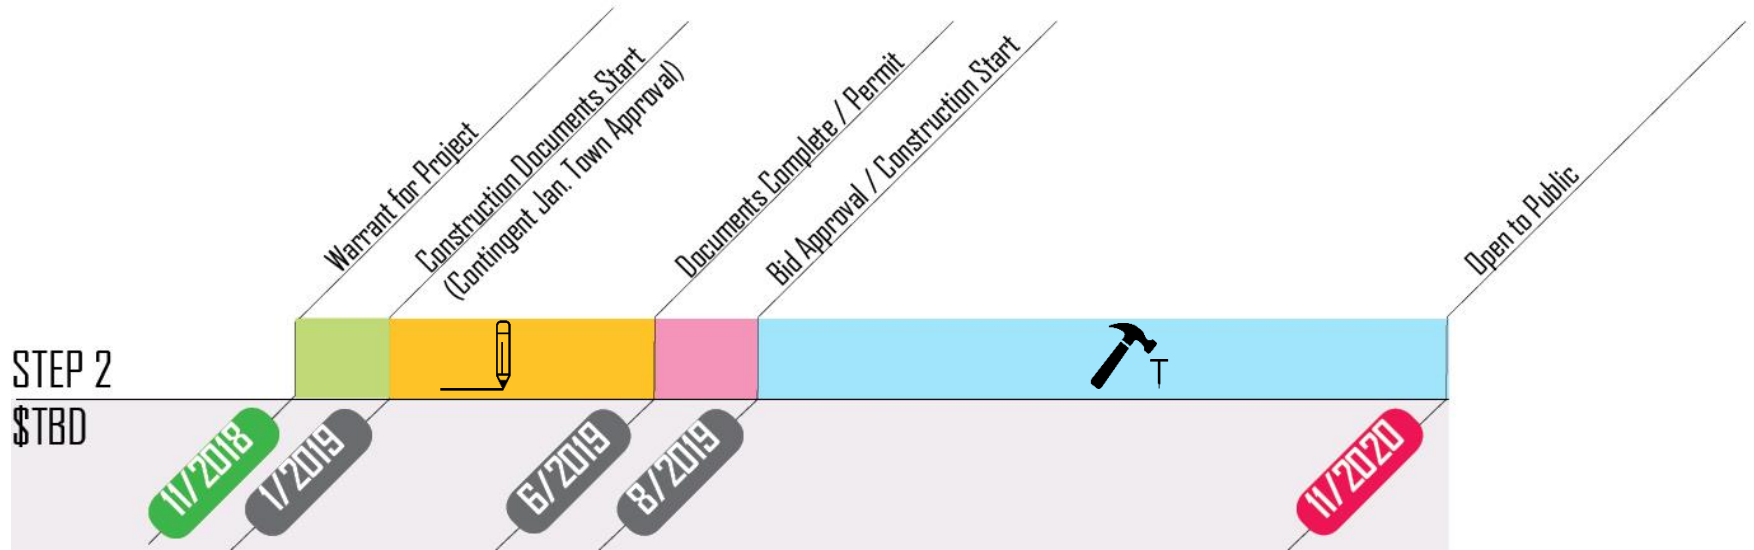 Warrant for Project
Construction Documents Start
(Contingent Jan. Town Approval)
Documents Complete / Permit
Bid Approval / Construction Start
Open to Public
STEP 2
$TBD
11/2018
1/2019
6/2019
8/2019
11/2020